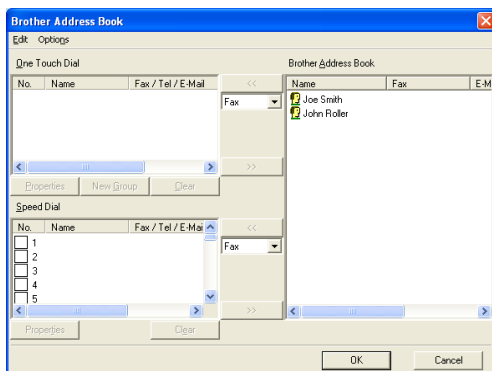 Brother Address Book
Edit Options
One Touch Dial
No. Name Fax / Tel / E-Mail
<<
Fax
>>
Properties New Group Clear
Speed Dial
No. Name Fax / Tel / E-Mai
1
2
3
4
5
<<
Fax
>>
Properties Clear
Brother Address Book
Name Fax E-M
Joe Smith
John Roller
OK Cancel